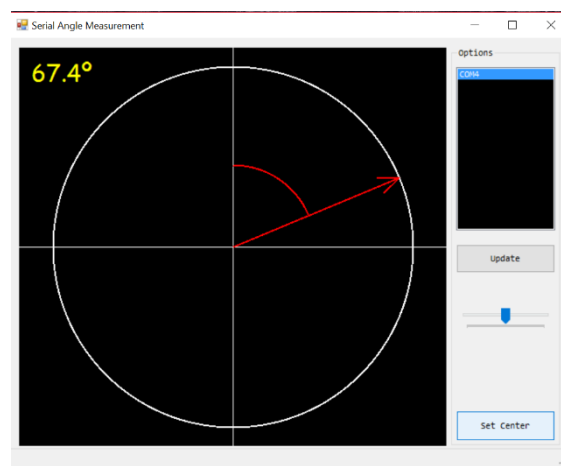 Serial Angle Measurement
67.4°
Options
COM4
Update
Set Center